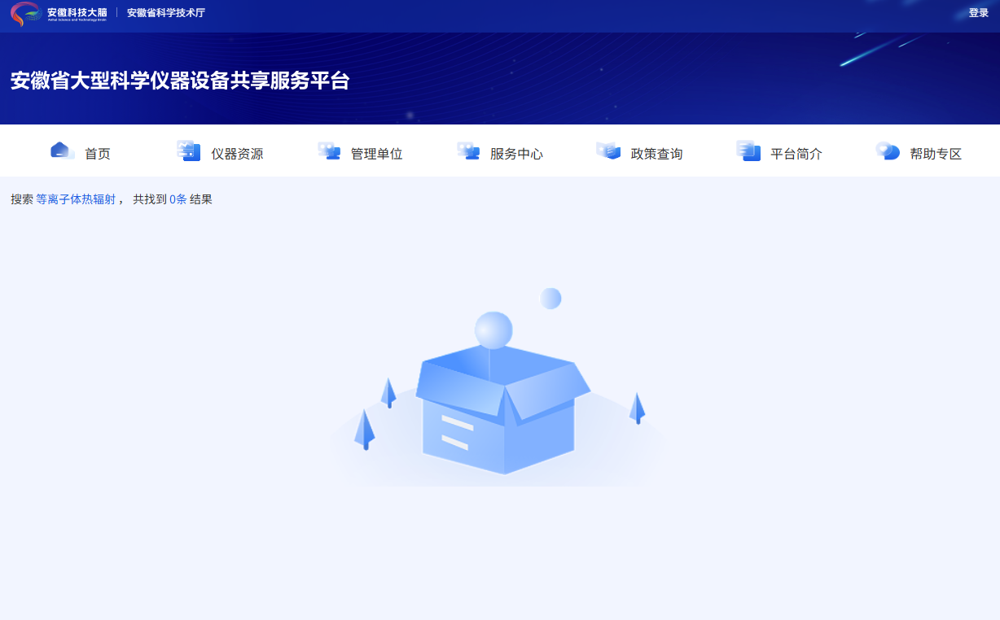 安徽科技大脑
Anhui Science and Technology Brain
安徽省科学技术厅
登录
安徽省大型科学仪器设备共享服务平台
首页
仪器资源
管理单位
服务中心
政策查询
平台简介
帮助专区
搜索 等离子体热辐射 ， 共找到 0条 结果